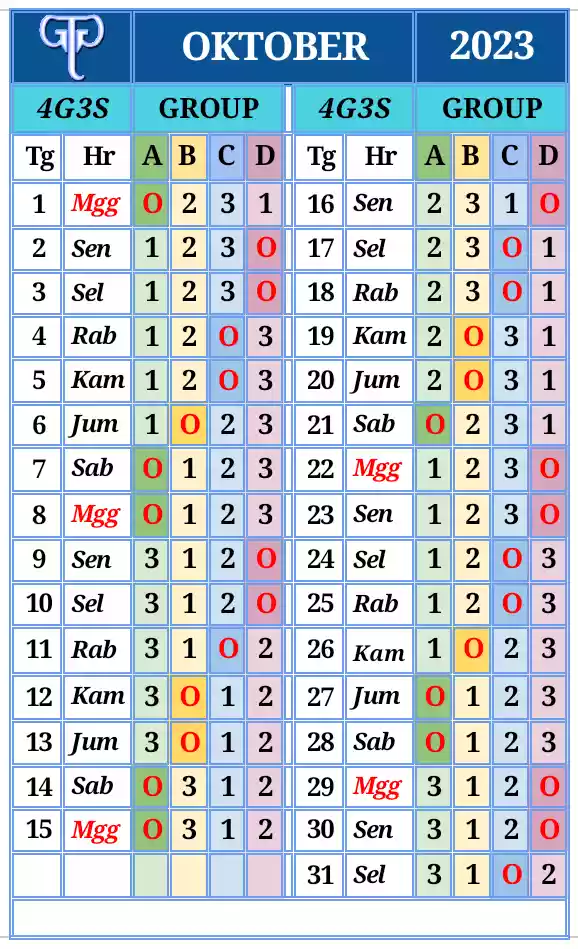 OKTOBER 2023
4G3S GROUP 4G3S GROUP
Tg Hr A B C D Tg Hr A B C D
1 Mgg O 2 3 1 16 Sen 2 3 1 O
2 Sen 1 2 3 O 17 Sel 2 3 O 1
3 Sel 1 2 3 O 18 Rab 2 3 O 1
4 Rab 1 2 O 3 19 Kam 2 O 3 1
5 Kam 1 2 O 3 20 Jum 2 O 3 1
6 Jum 1 O 2 3 21 Sab O 2 3 1
7 Sab O 1 2 3 22 Mgg 1 2 3 O
8 Mgg O 1 2 3 23 Sen 1 2 3 O
9 Sen 3 1 2 O 24 Sel 1 2 O 3
10 Sel 3 1 2 O 25 Rab 1 2 O 3
11 Rab 3 1 O 2 26 Kam 1 O 2 3
12 Kam 3 O 1 2 27 Jum O 1 2 3
13 Jum 3 O 1 2 28 Sab O 1 2 3
14 Sab O 3 1 2 29 Mgg 3 1 2 O
15 Mgg O 3 1 2 30 Sen 3 1 2 O
31 Sel 3 1 O 2